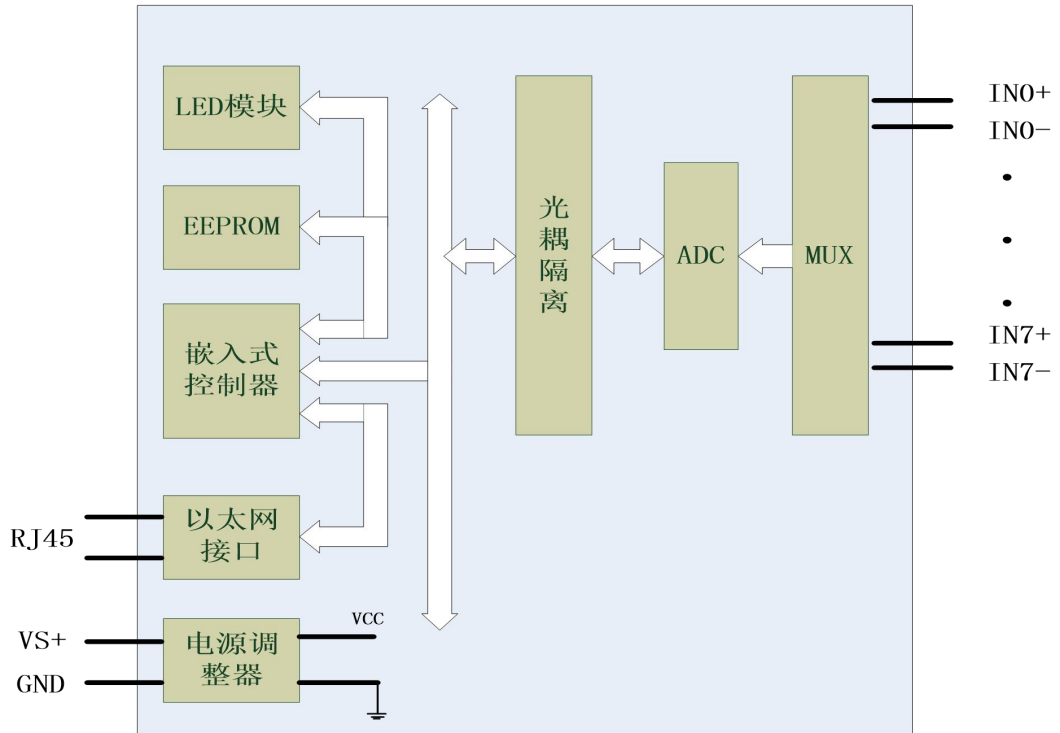 LED模块
EEPROM
嵌入式
控制器
以太网
接口
RJ45
电源调
整器
VS+
GND
VCC
光
耦
隔
离
ADC
MUX
IN0+
IN0-
IN7+
IN7-